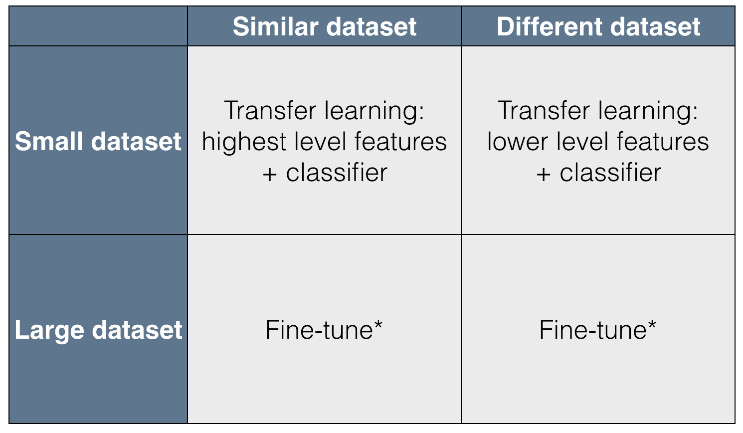 Similar dataset
Different dataset
Small dataset
Transfer learning:
highest level features
+ classifier
Transfer learning:
lower level features
+ classifier
Large dataset
Fine-tune*
Fine-tune*